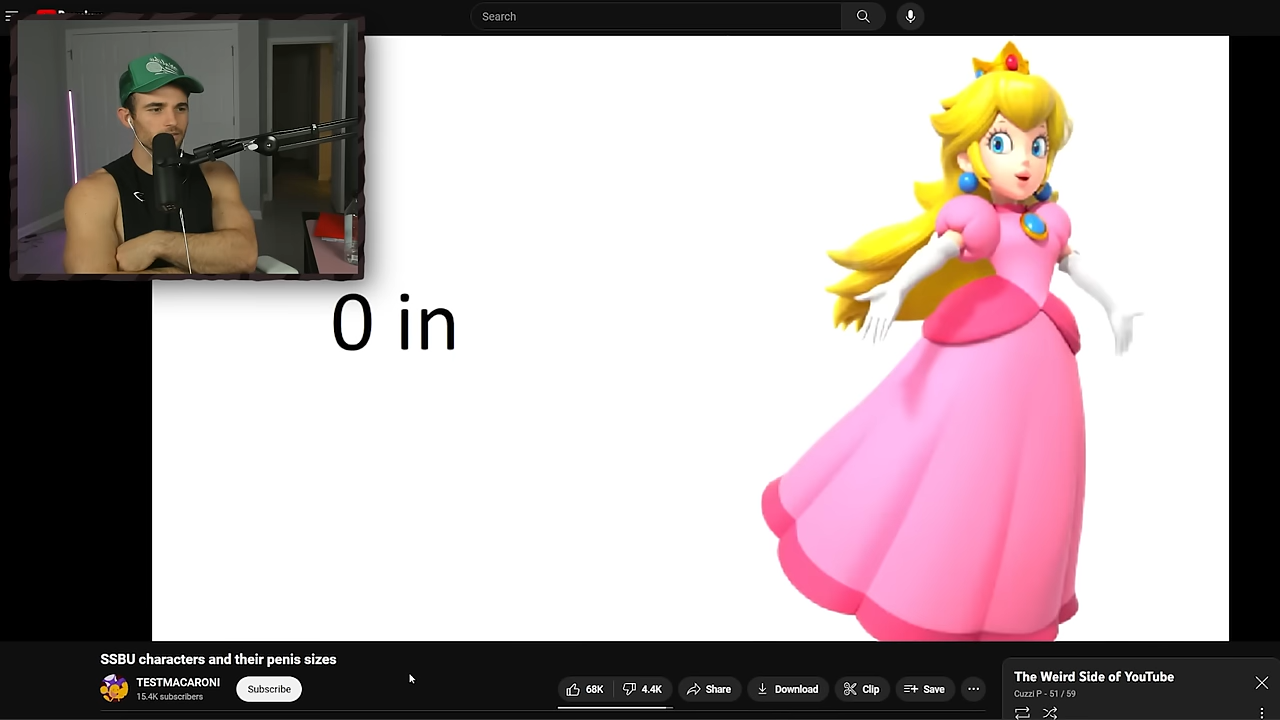 Search
0 in
SSBU characters and their penis sizes
TESTMACARONI
15.4K subscribers
Subscribe
68K
4.4K
Share
Download
Clip
Save
The Weird Side of YouTube
Cuzzi P - 51 / 59